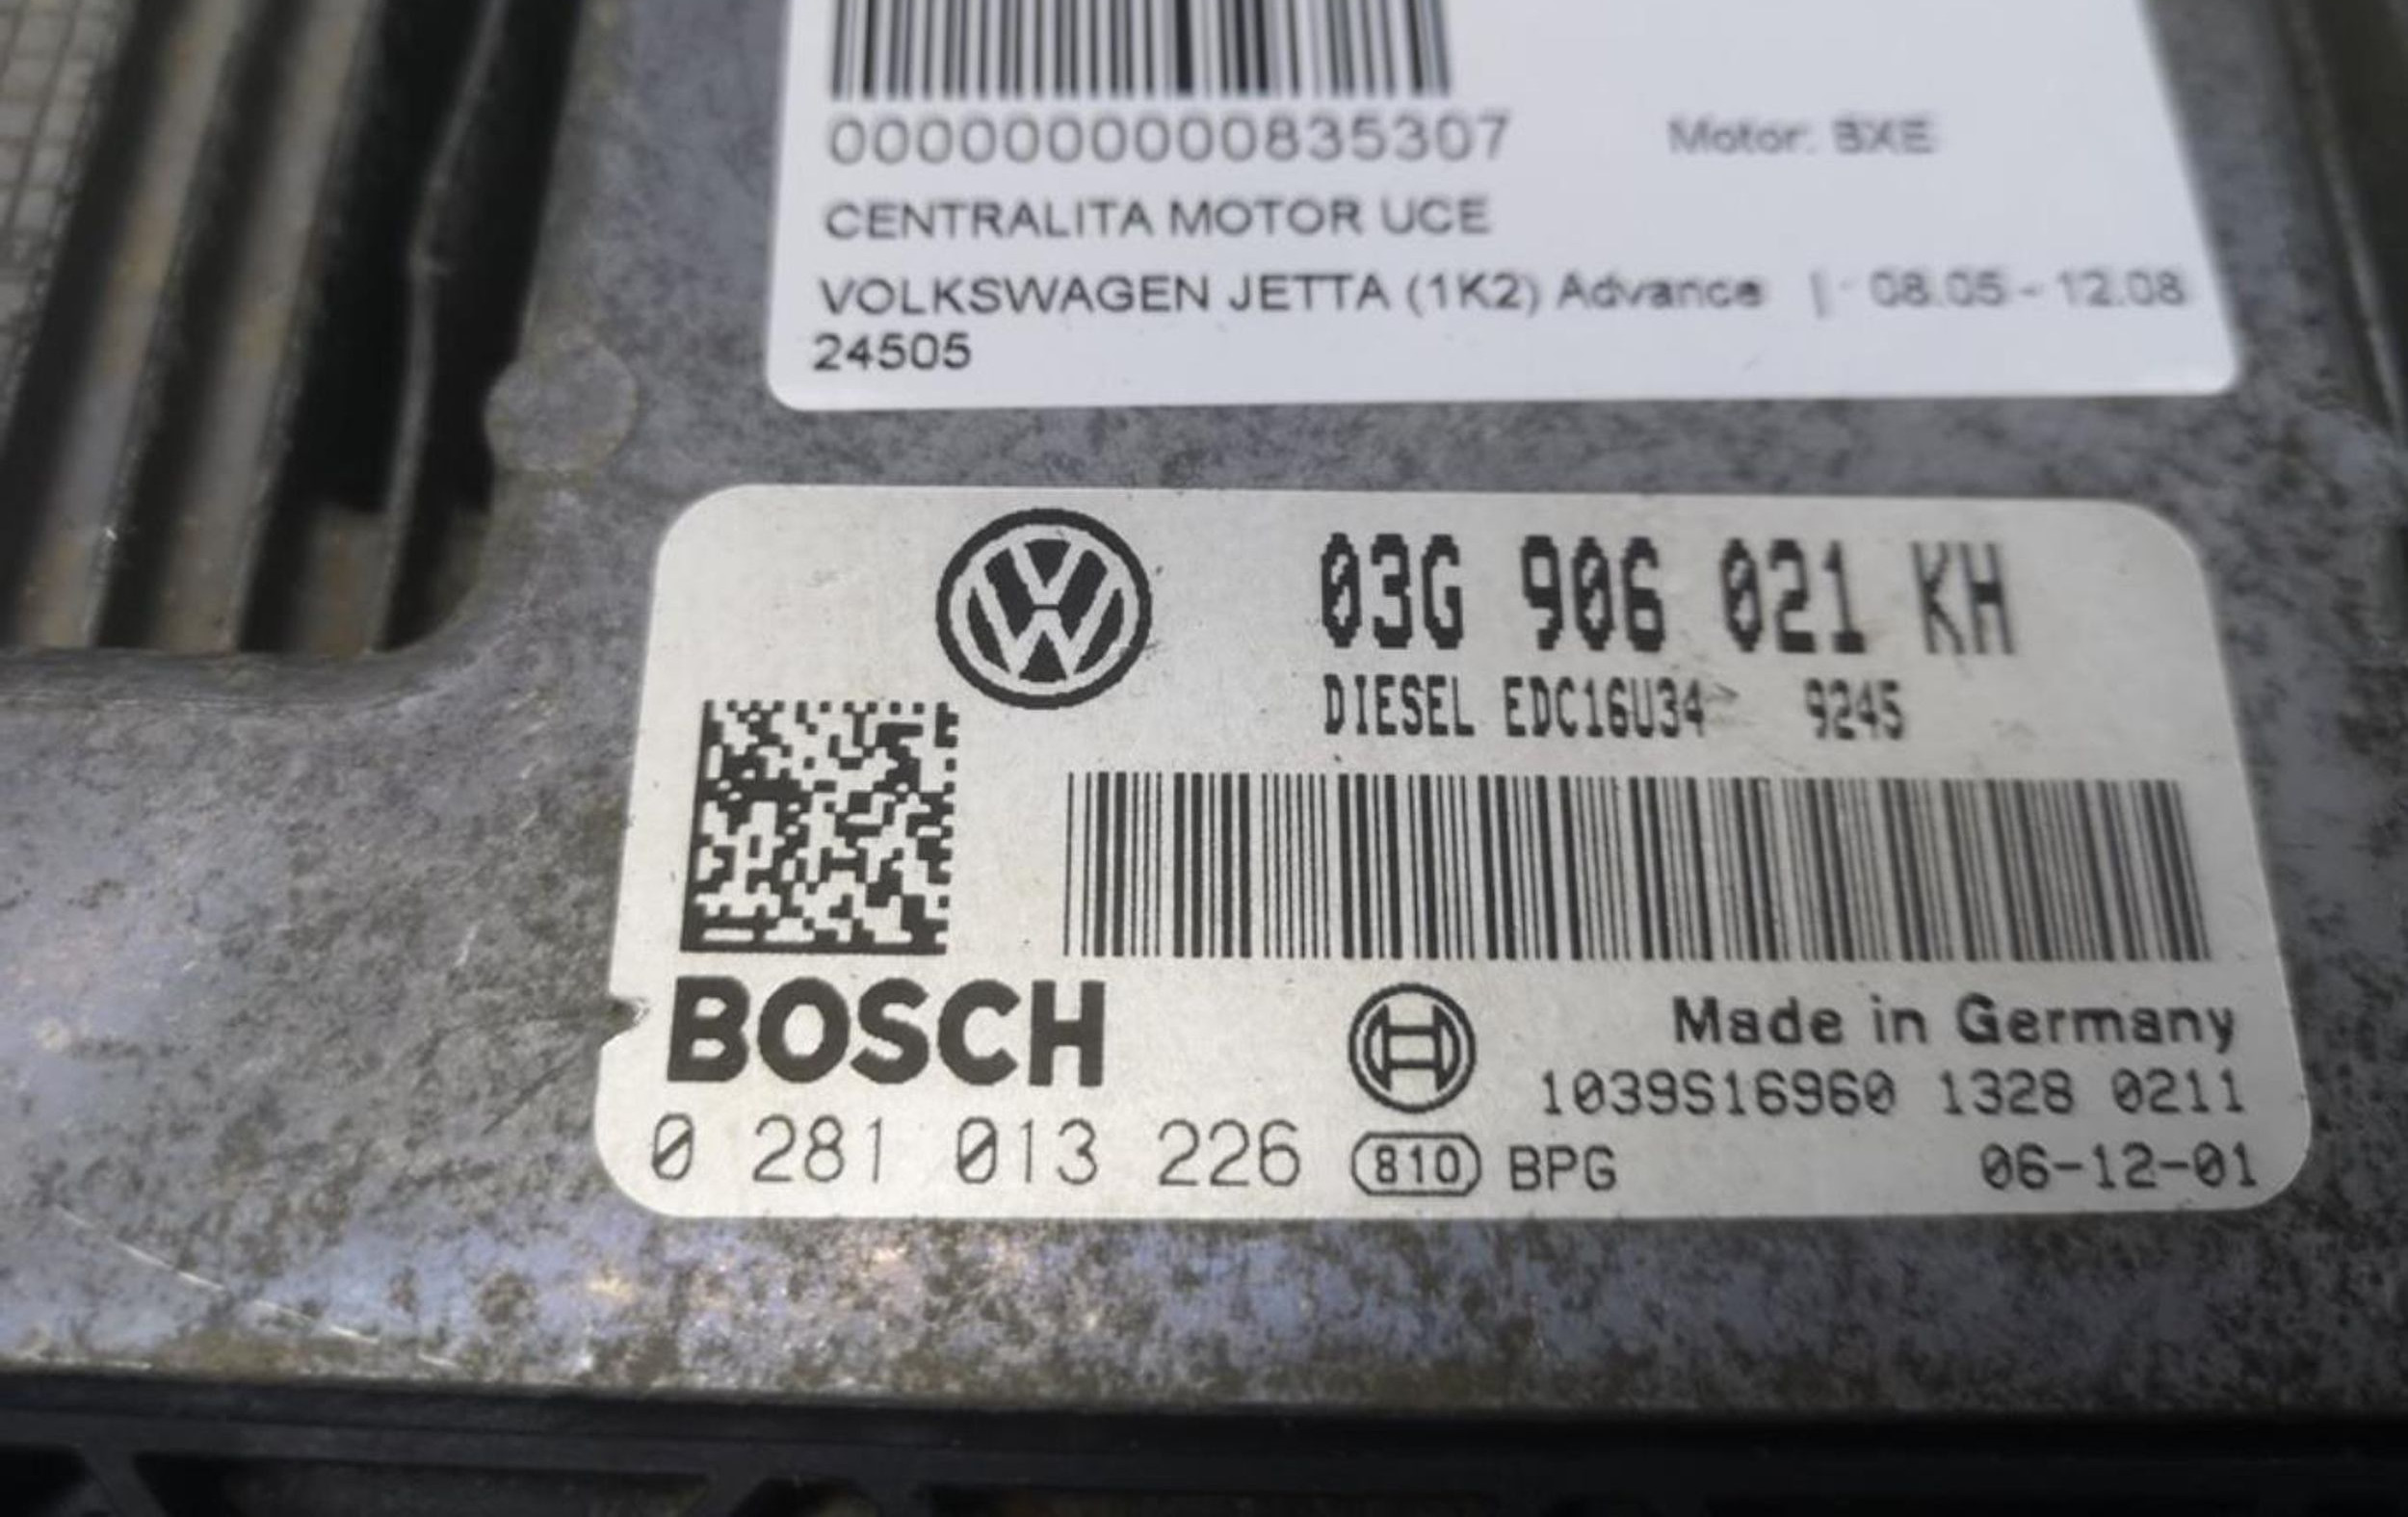 0000000000835307 Motor: BXE
CENTRALITA MOTOR UCE
VOLKSWAGEN JETTA (1K2) Advance | 08.05 - 12.08
24505
03G 906 021 KH
DIESEL EDC16U34 9245
BOSCH
Made in Germany
1039S16960 1328 0211
0 281 013 226 810 BPG 06-12-01